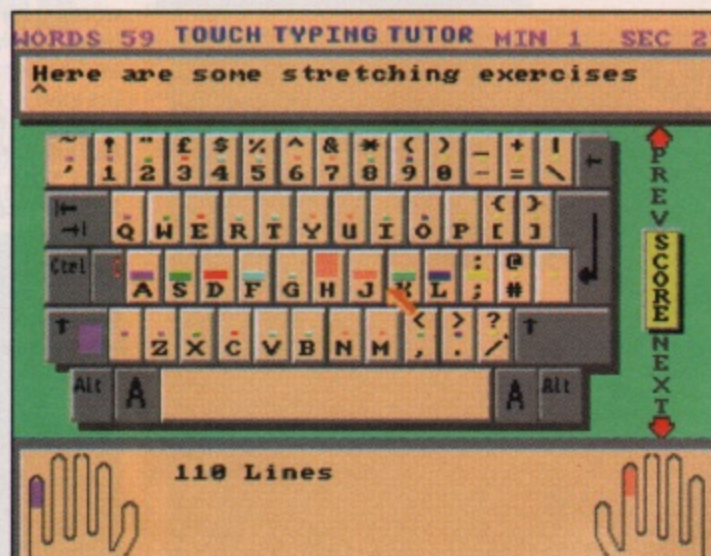 WORDS 59 TOUCH TYPING TUTOR MIN 1 SEC 2
Here are some stretching exercises
^
~ ! " £ $ % ^ & * ( ) _ + |
' 1 2 3 4 5 6 7 8 9 0 - = \ ←
Q W E R T Y U I O P { [ } ]
Ctrl A S D F G H J K L : ; @ #
Z X C V B N M < , > . ? /
Alt A A Alt
PREV
SCORE
NEXT
110 Lines